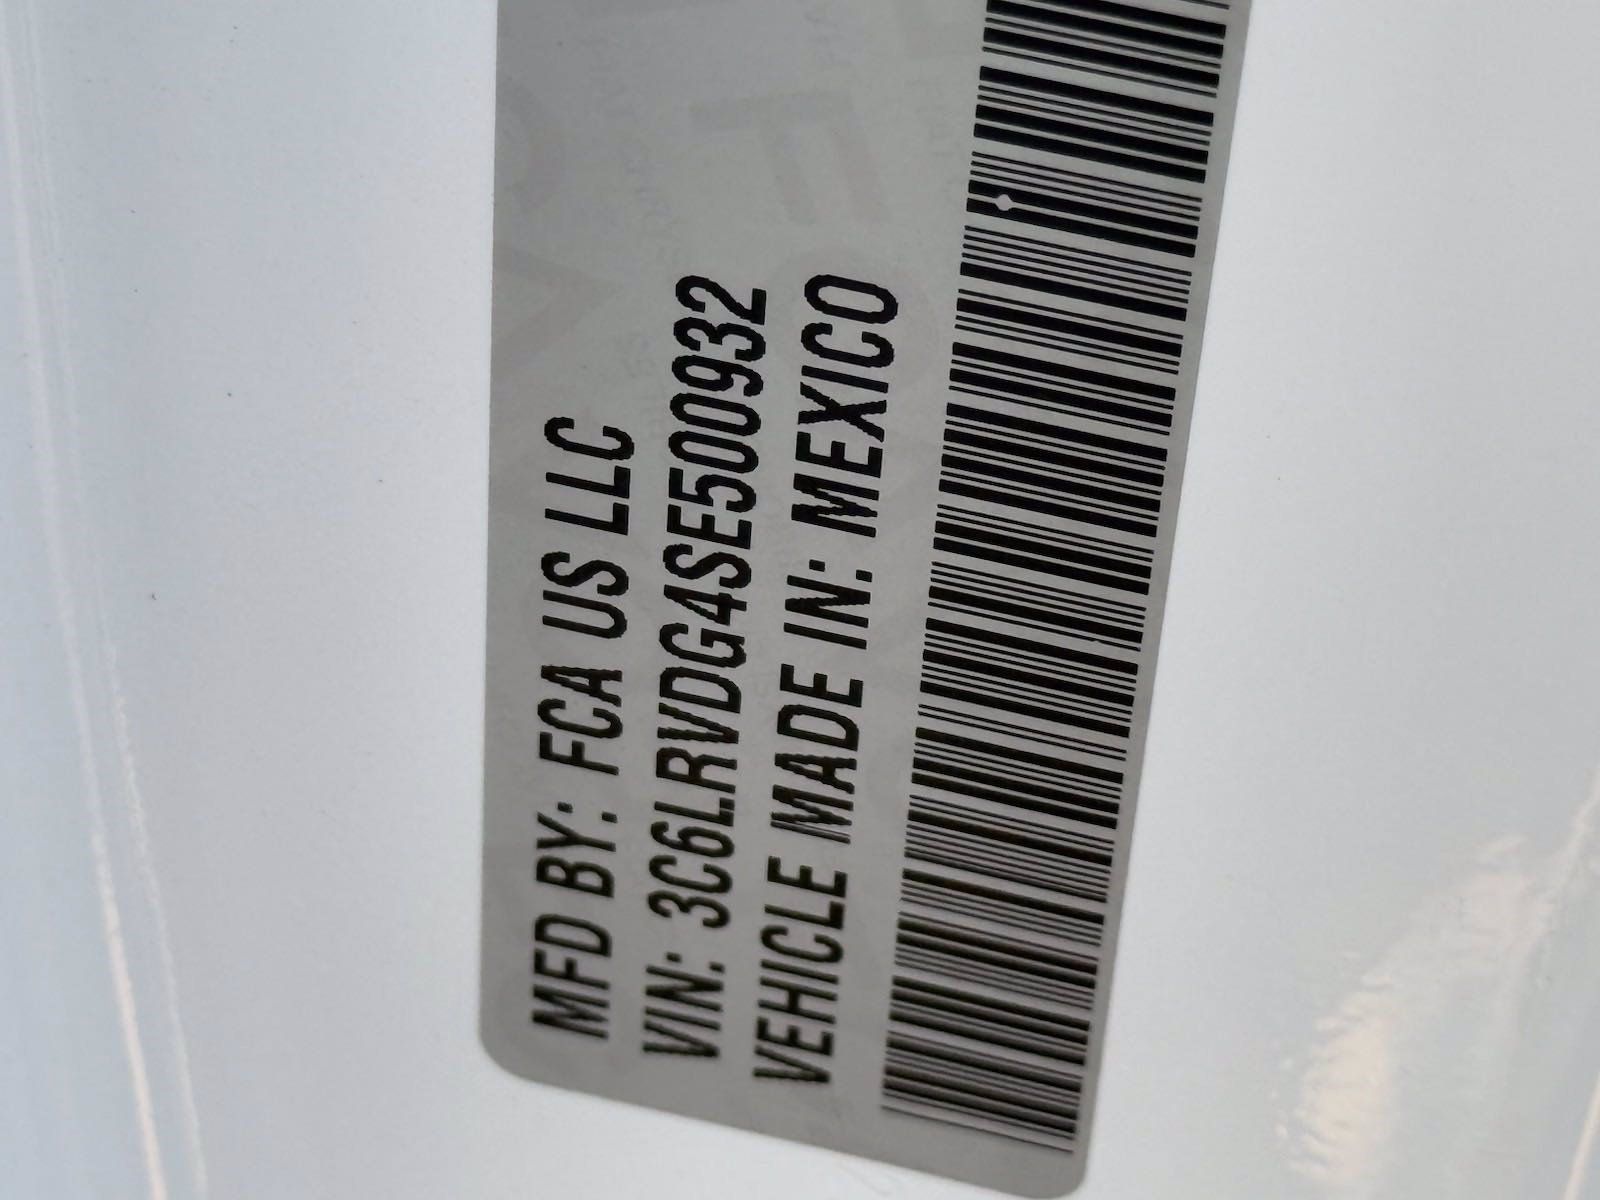 MFD BY: FCA US LLC
VIN: 3C6LRVDG4SE500932
VEHICLE MADE IN: MEXICO